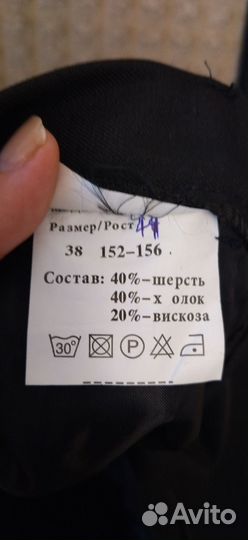 Размер/Рост 44
38 152-156
Состав: 40%-шерсть
40%-х олок
20%-вискоза
30°
P
Avito